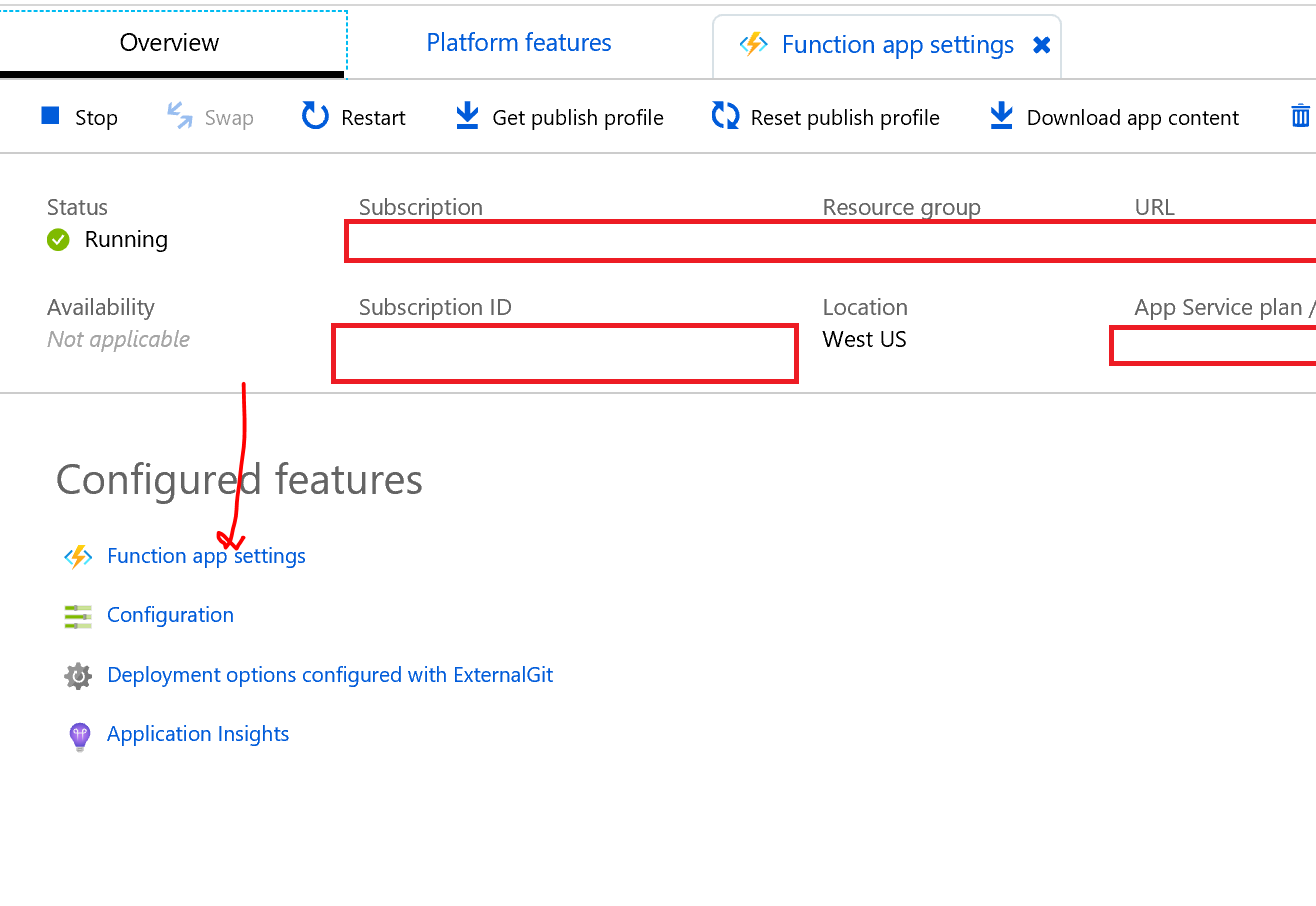 Overview Platform features Function app settings
Stop Swap Restart Get publish profile Reset publish profile Download app content
Status Subscription Resource group URL
Running
Availability Subscription ID Location App Service plan /
Not applicable West US
Configured features
Function app settings
Configuration
Deployment options configured with ExternalGit
Application Insights